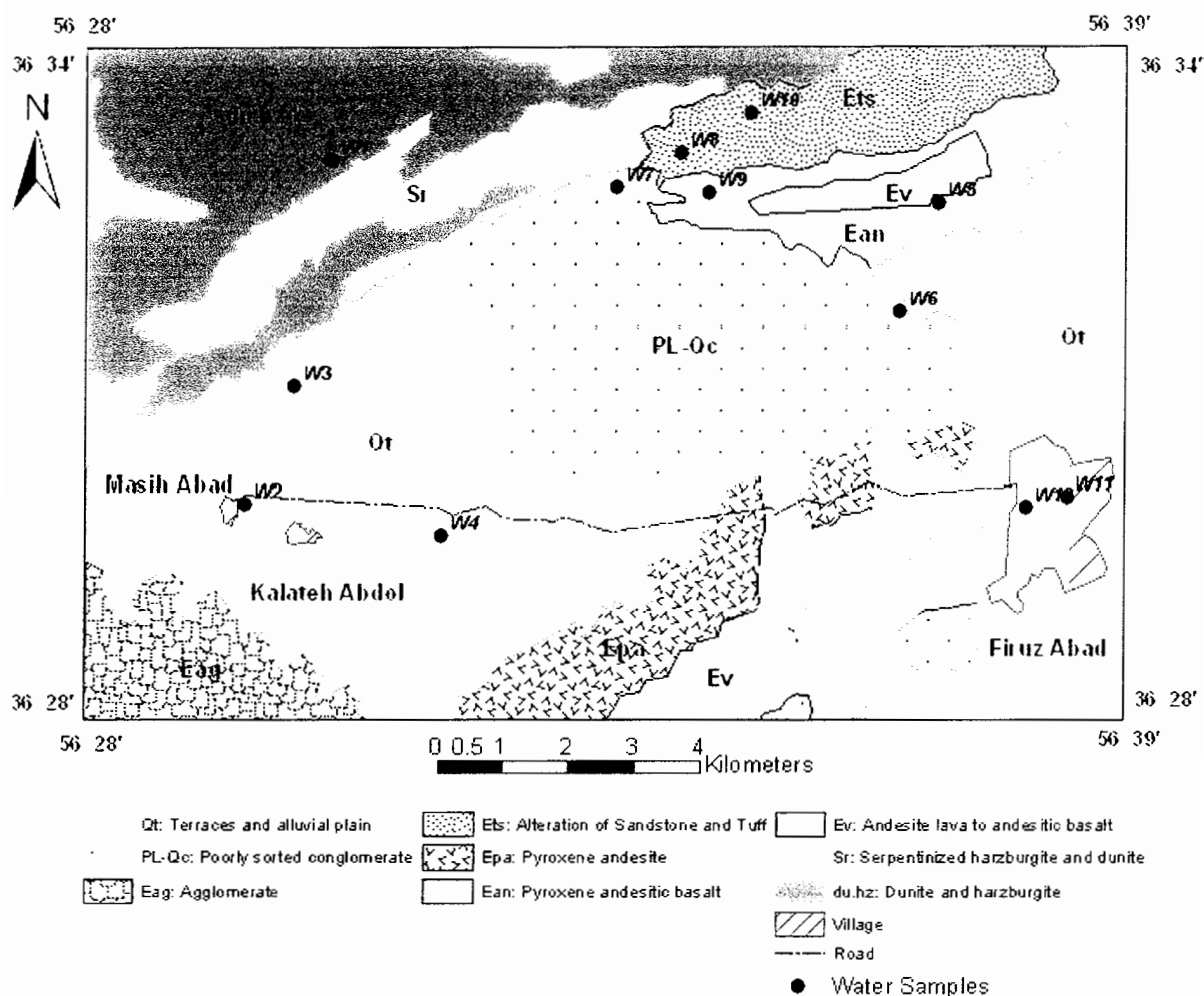 56 28′
56 39′
36 34′
36 34′
N
W10
Ets
W8
W7
W9
Sr
Ev
W5
Ean
W6
PL-Qc
Qt
W3
Qt
Masih Abad
W2
W11
W4
Kalateh Abdol
Eag
Epa
Ev
Firuz Abad
36 28′
36 28′
56 28′
56 39′
0 0.5 1 2 3 4
Kilometers
Qt: Terraces and alluvial plain
Ets: Alteration of Sandstone and Tuff
Ev: Andesite lava to andesitic basalt
PL-Qc: Poorly sorted conglomerate
Epa: Pyroxene andesite
Sr: Serpentinized harzburgite and dunite
Eag: Agglomerate
Ean: Pyroxene andesitic basalt
du.hz: Dunite and harzburgite
Village
Road
Water Samples